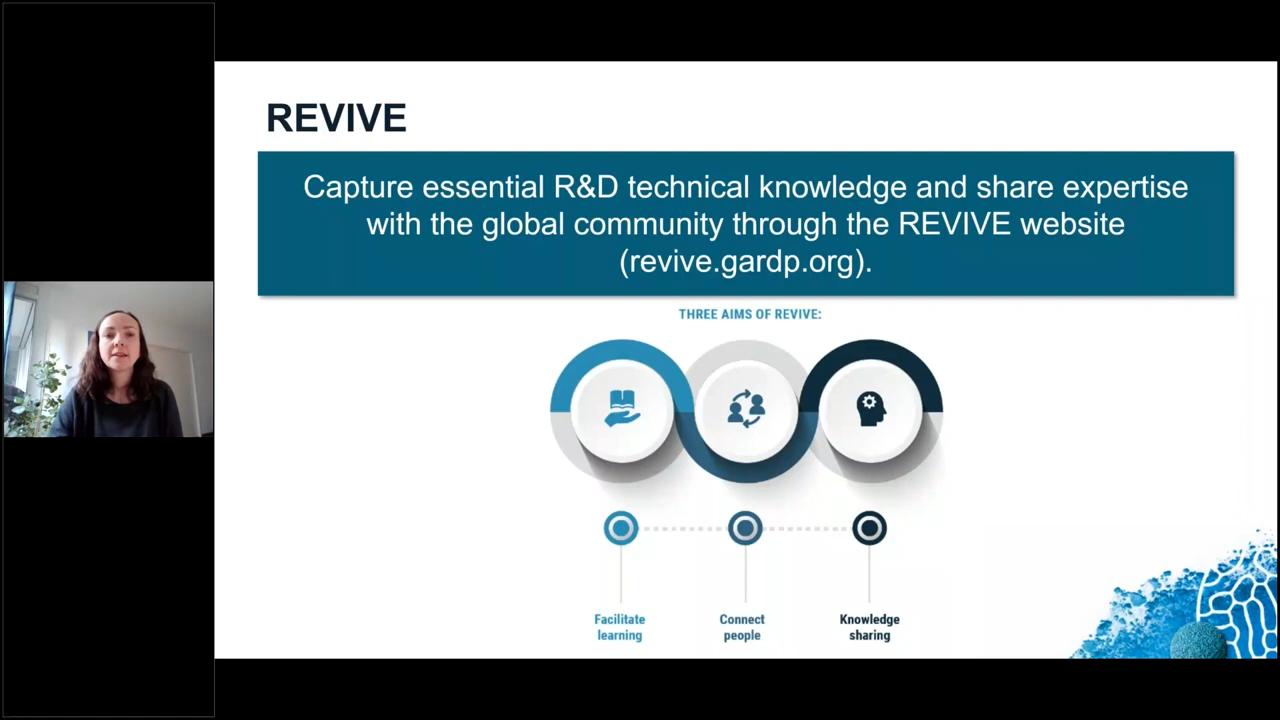 REVIVE
Capture essential R&D technical knowledge and share expertise
with the global community through the REVIVE website
(revive.gardp.org).
THREE AIMS OF REVIVE:
Facilitate
learning
Connect
people
Knowledge
sharing